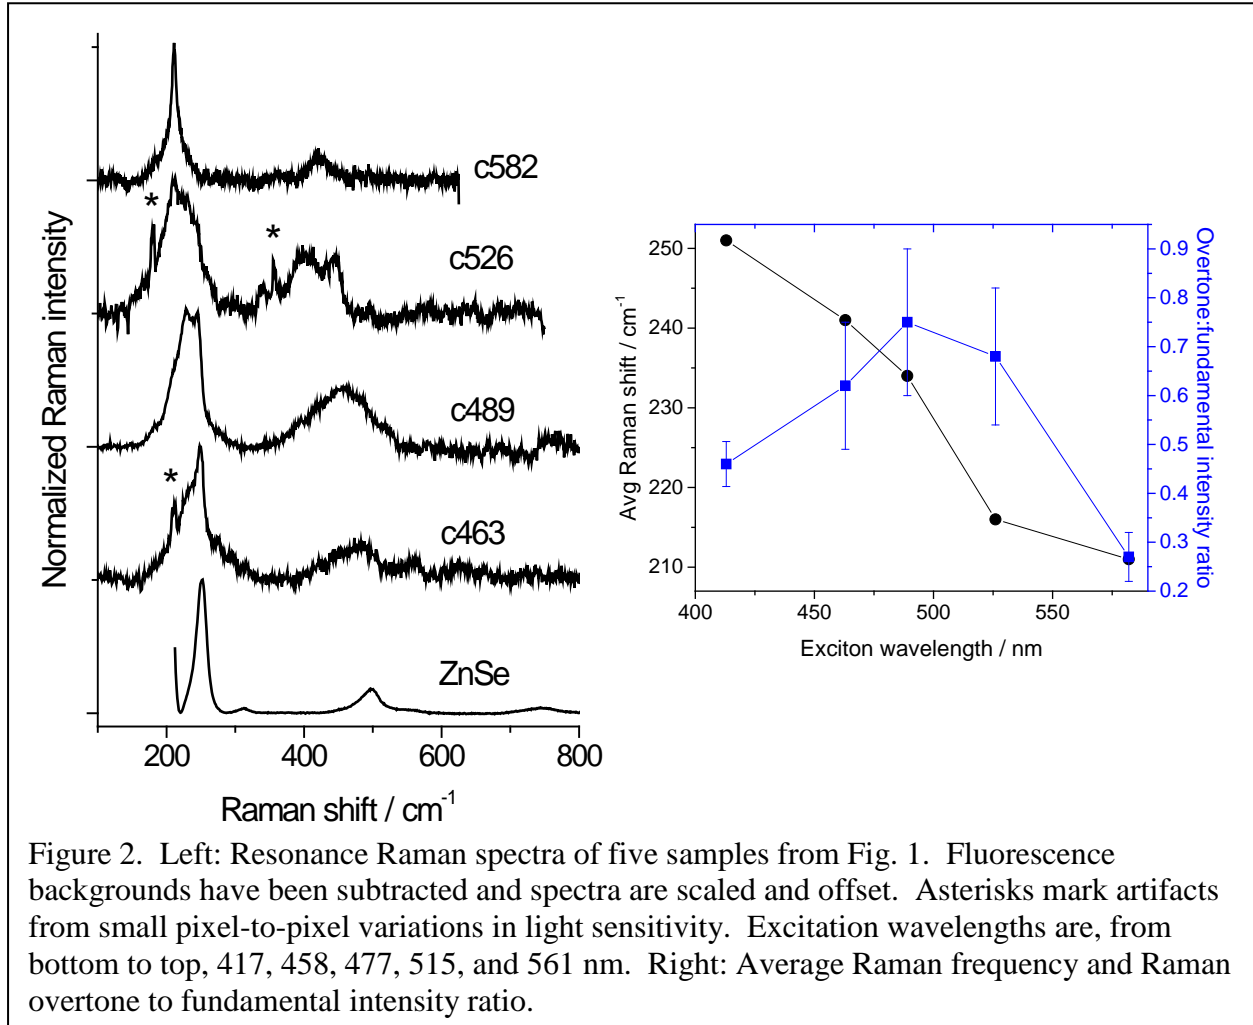 Normalized Raman intensity
c582
*
*
c526
c489
*
c463
ZnSe
200 400 600 800
Raman shift / cm-1
Avg Raman shift / cm-1
250
240
230
220
210
400 450 500 550
Exciton wavelength / nm
0.9
0.8
0.7
0.6
0.5
0.4
0.3
0.2
Overtone:fundamental intensity ratio
Figure 2. Left: Resonance Raman spectra of five samples from Fig. 1. Fluorescence
backgrounds have been subtracted and spectra are scaled and offset. Asterisks mark artifacts
from small pixel-to-pixel variations in light sensitivity. Excitation wavelengths are, from
bottom to top, 417, 458, 477, 515, and 561 nm. Right: Average Raman frequency and Raman
overtone to fundamental intensity ratio.